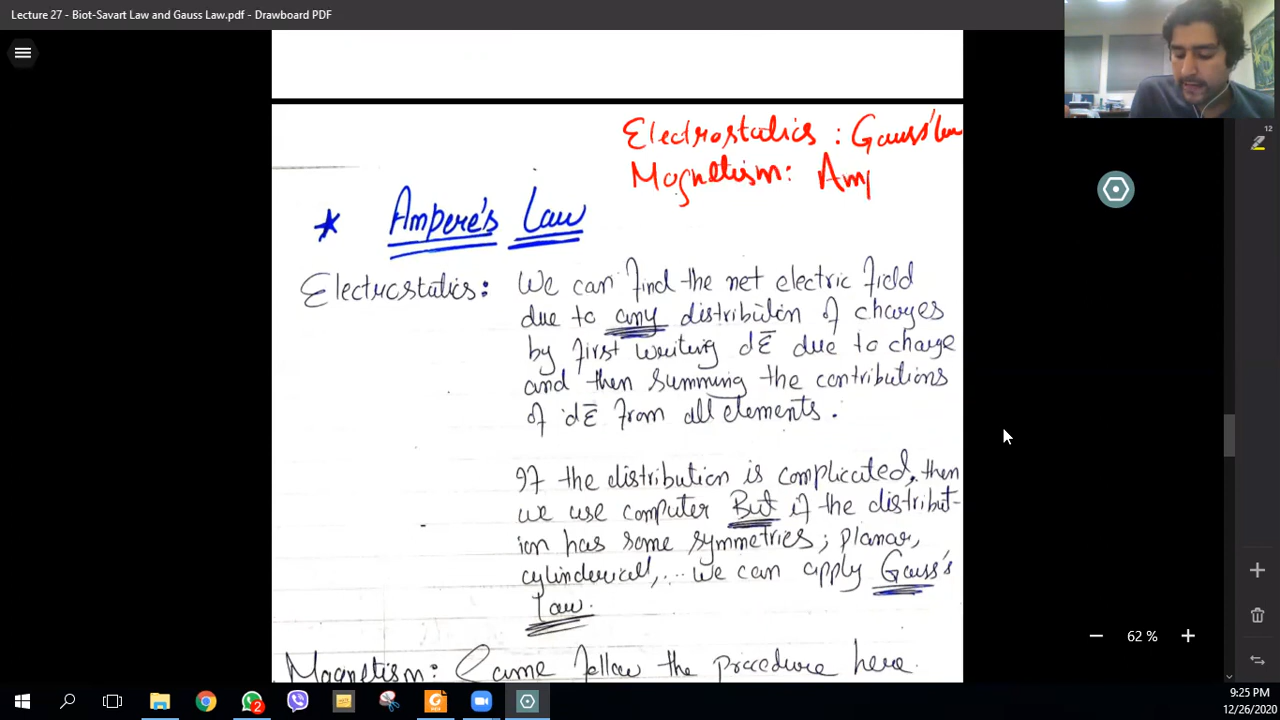 Lecture 27 - Biot-Savart Law and Gauss Law.pdf - Drawboard PDF
Electrostatics : Gauss' law
Magnetism: Amp
12
* Ampere's Law
Electrostatics: We can find the net electric field
due to any distribution of charges
by first writing dE̅ due to charge
and then summing the contributions
of dE̅ from all elements.
If the distribution is complicated, then
we use computer But if the distribut-
ion has some symmetries; planar,
cylinderical,... we can apply Gauss's
Law.
62 %
Magnetism: Came follow the procedure here.
2
9:25 PM
12/26/2020